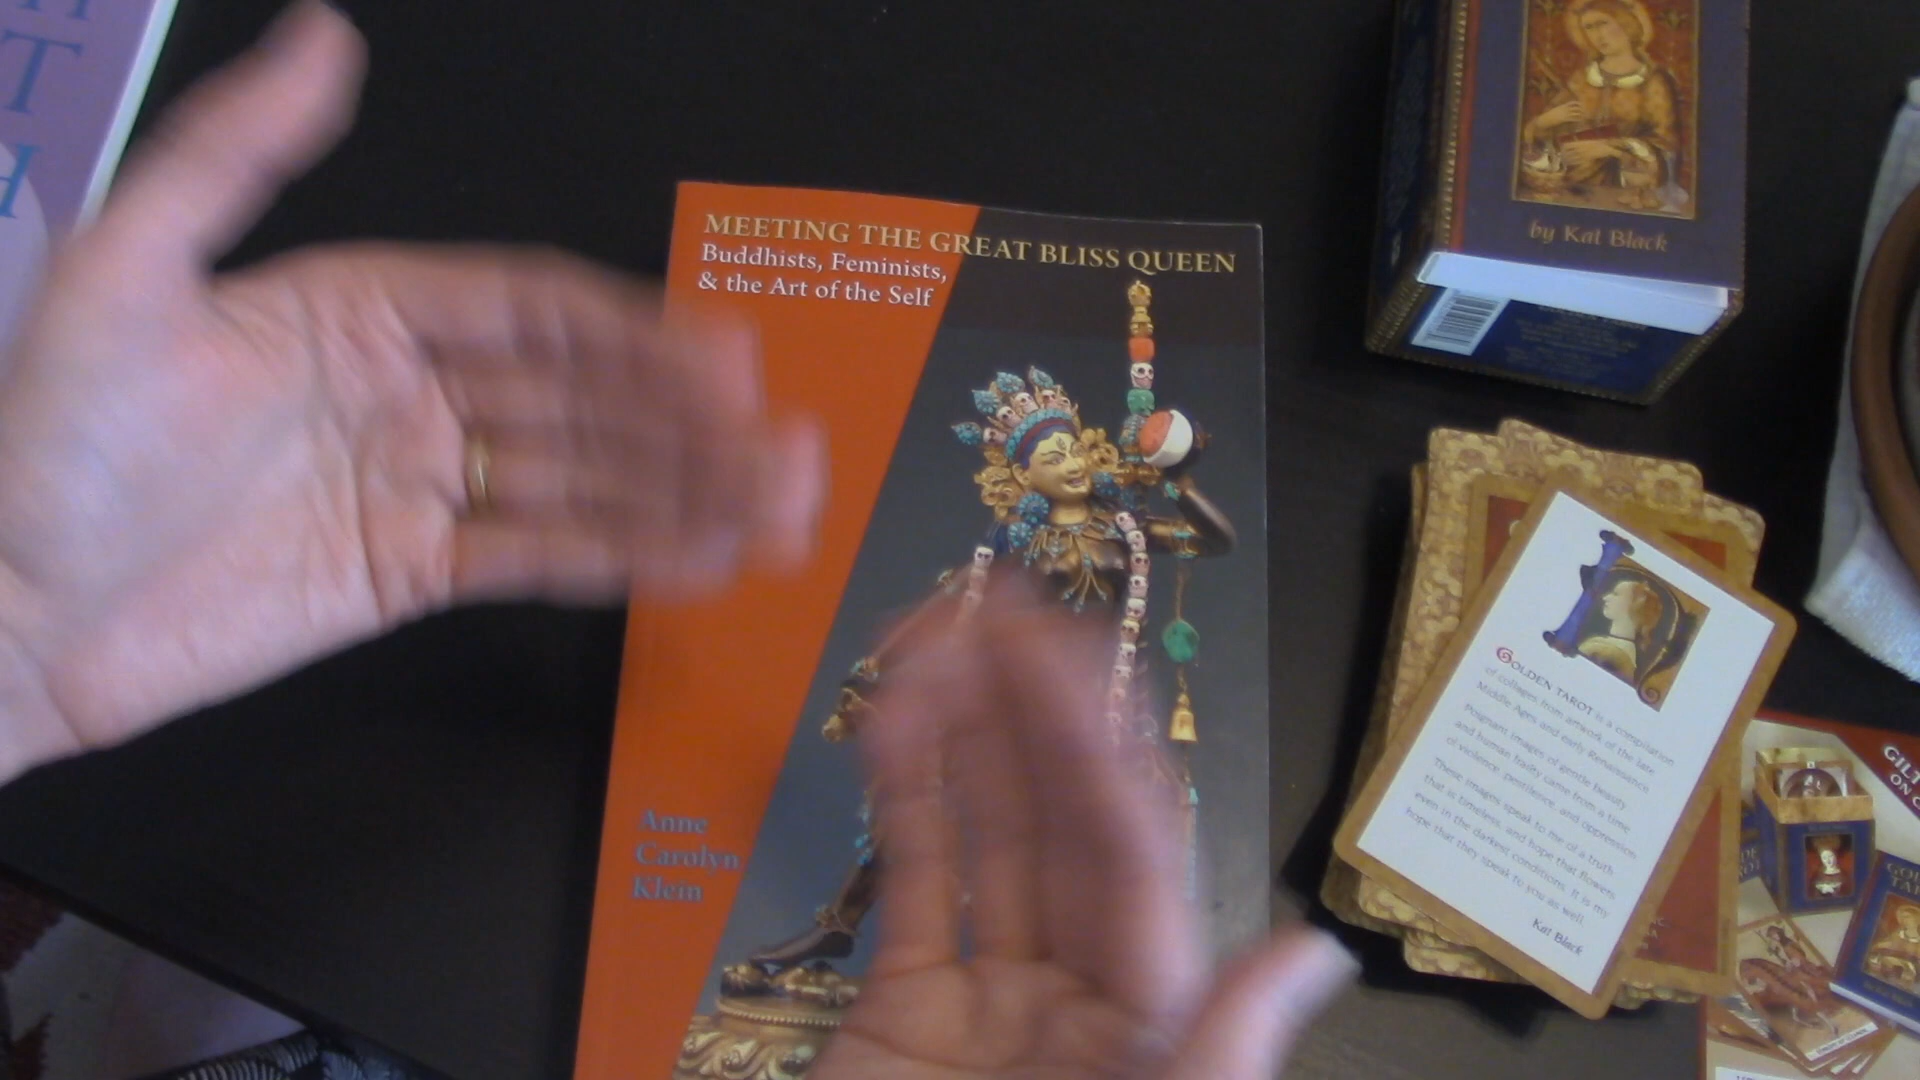 T
H
MEETING THE GREAT BLISS QUEEN
Buddhists, Feminists,
& the Art of the Self
Anne
Carolyn
Klein
by Kat Black
GOLDEN TAROT is a compilation
of collages from artwork of the late
Middle Ages and early Renaissance.
Poignant images of gentle beauty
and human frailty came from a time
of violence, pestilence, and oppression.
These images speak to me of a truth
that is timeless, and hope that flowers
even in the darkest conditions. It is my
hope that they speak to you as well.
Kat Black
GILT
ON